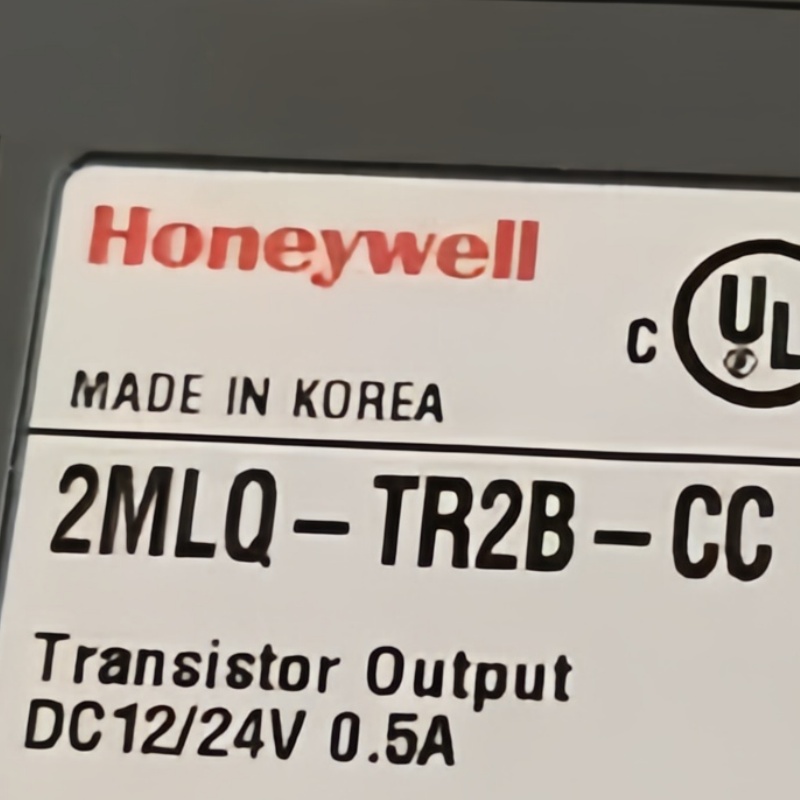 Honeywell
C UL
MADE IN KOREA
2MLQ-TR2B-CC
Transistor Output
DC12/24V 0.5A